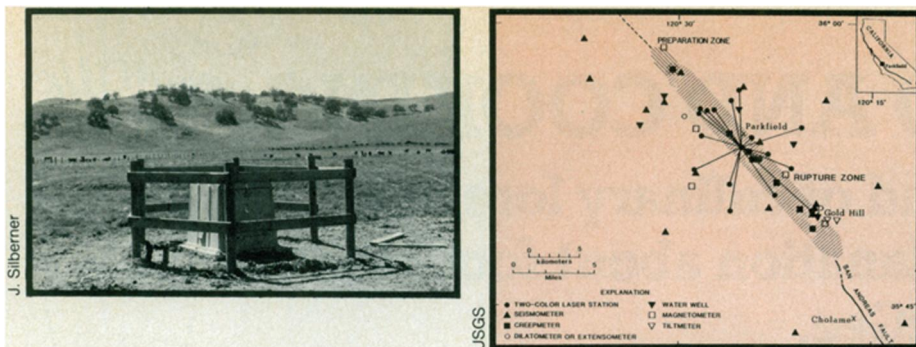 J. Silberner
USGS
120° 30'
36° 00'
CALIFORNIA
Parkfield
120° 15'
PREPARATION ZONE
Parkfield
RUPTURE ZONE
Gold Hill
0 5
kilometers
0 5
Miles
EXPLANATION
TWO-COLOR LASER STATION
SEISMOMETER
CREEPMETER
DILATOMETER OR EXTENSOMETER
WATER WELL
MAGNETOMETER
TILTMETER
SAN ANDREAS FAULT
35° 45'
Cholame X